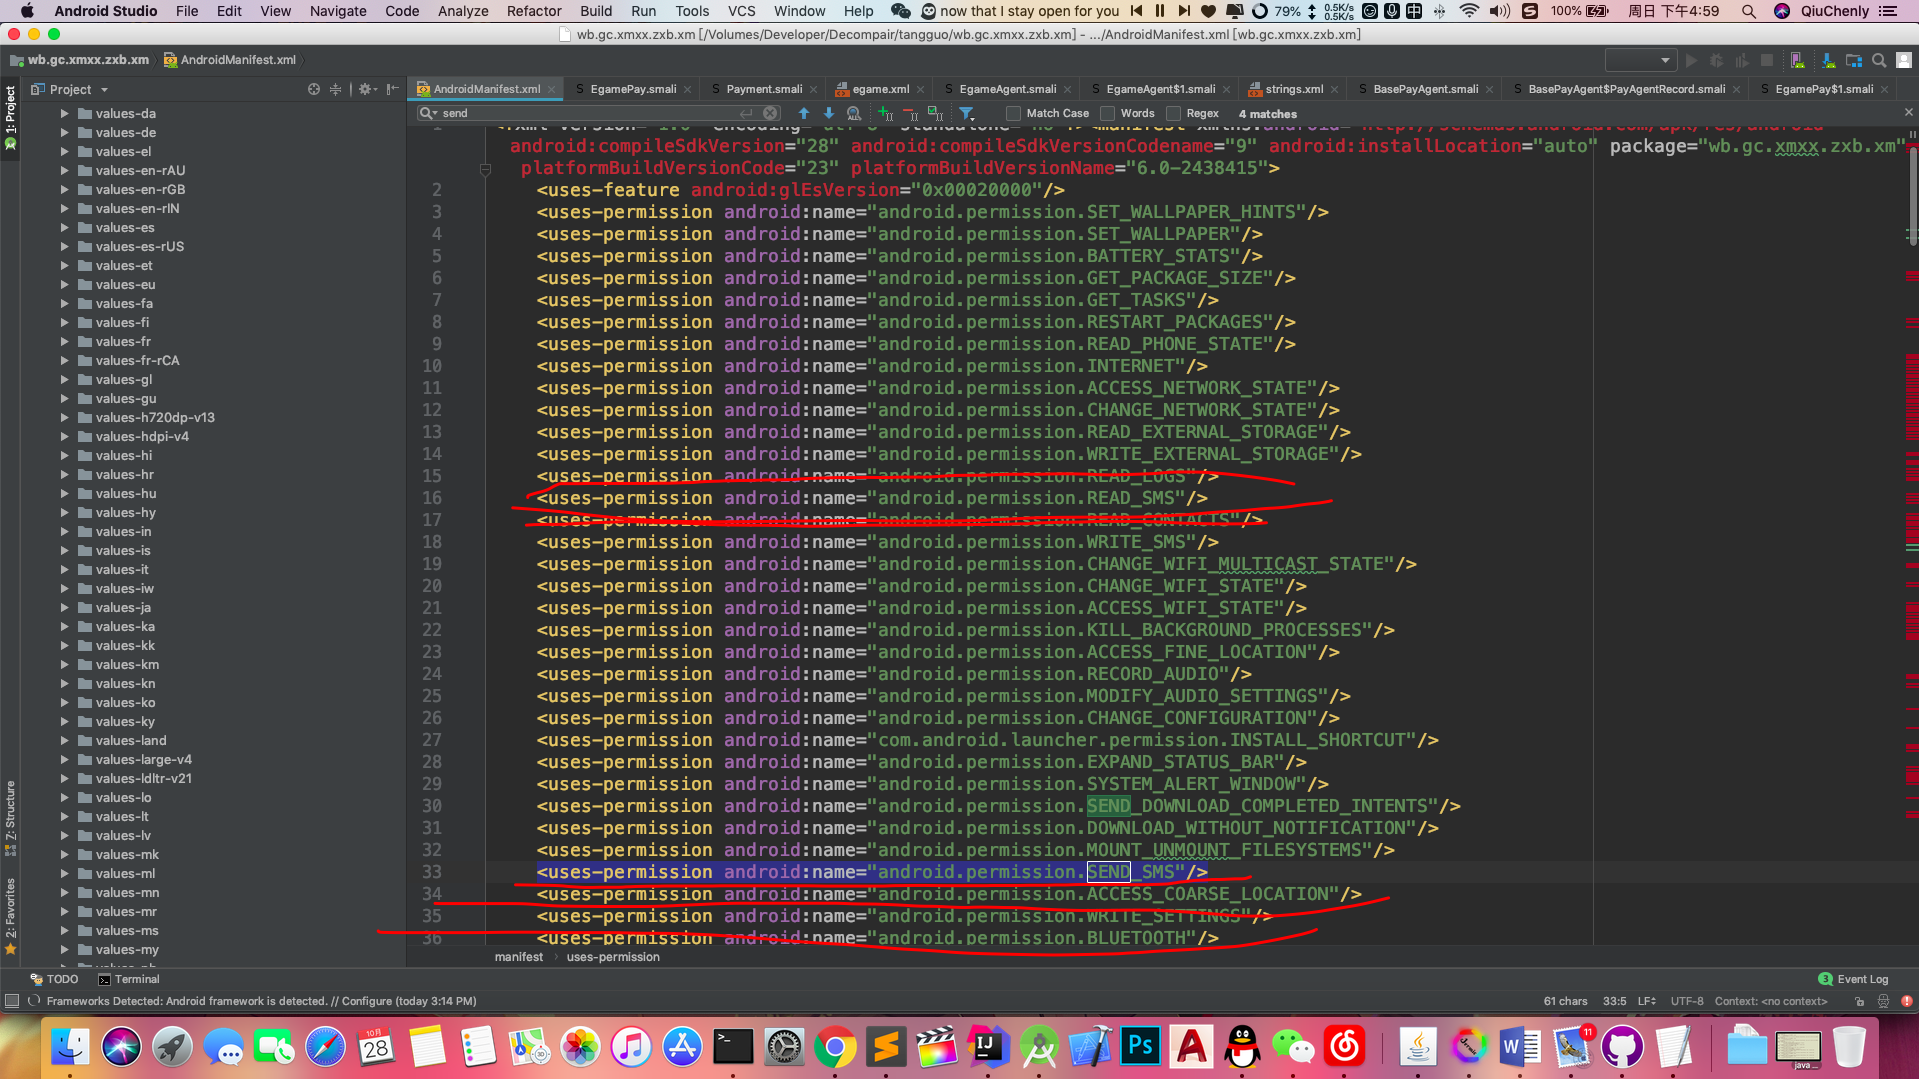 Android Studio File Edit View Navigate Code Analyze Refactor Build Run Tools VCS Window Help now that I stay open for you 79% 0.5K/s 0.5K/s 中 100% 周日 下午4:59 QiuChenly
wb.gc.xmxx.zxb.xm [/Volumes/Developer/Decompair/tangguo/wb.gc.xmxx.zxb.xm] - .../AndroidManifest.xml [wb.gc.xmxx.zxb.xm]
wb.gc.xmxx.zxb.xm AndroidManifest.xml
Project
AndroidManifest.xml EgamePay.smali Payment.smali egame.xml EgameAgent.smali EgameAgent$1.smali strings.xml BasePayAgent.smali BasePayAgent$PayAgentRecord.smali EgamePay$1.smali
send Match Case Words Regex 4 matches
1: Project
Z: Structure
2: Favorites
values-da
values-de
values-el
values-en-rAU
values-en-rGB
values-en-rIN
values-es
values-es-rUS
values-et
values-eu
values-fa
values-fi
values-fr
values-fr-rCA
values-gl
values-gu
values-h720dp-v13
values-hdpi-v4
values-hi
values-hr
values-hu
values-hy
values-in
values-is
values-it
values-iw
values-ja
values-ka
values-kk
values-km
values-kn
values-ko
values-ky
values-land
values-large-v4
values-ldltr-v21
values-lo
values-lt
values-lv
values-mk
values-ml
values-mn
values-mr
values-ms
values-my
android:compileSdkVersion="28" android:compileSdkVersionCodename="9" android:installLocation="auto" package="wb.gc.xmxx.zxb.xm"
platformBuildVersionCode="23" platformBuildVersionName="6.0-2438415">
2 <uses-feature android:glEsVersion="0x00020000"/>
3 <uses-permission android:name="android.permission.SET_WALLPAPER_HINTS"/>
4 <uses-permission android:name="android.permission.SET_WALLPAPER"/>
5 <uses-permission android:name="android.permission.BATTERY_STATS"/>
6 <uses-permission android:name="android.permission.GET_PACKAGE_SIZE"/>
7 <uses-permission android:name="android.permission.GET_TASKS"/>
8 <uses-permission android:name="android.permission.RESTART_PACKAGES"/>
9 <uses-permission android:name="android.permission.READ_PHONE_STATE"/>
10 <uses-permission android:name="android.permission.INTERNET"/>
11 <uses-permission android:name="android.permission.ACCESS_NETWORK_STATE"/>
12 <uses-permission android:name="android.permission.CHANGE_NETWORK_STATE"/>
13 <uses-permission android:name="android.permission.READ_EXTERNAL_STORAGE"/>
14 <uses-permission android:name="android.permission.WRITE_EXTERNAL_STORAGE"/>
15 <uses-permission android:name="android.permission.READ_LOGS"/>
16 <uses-permission android:name="android.permission.READ_SMS"/>
17 <uses-permission android:name="android.permission.READ_CONTACTS"/>
18 <uses-permission android:name="android.permission.WRITE_SMS"/>
19 <uses-permission android:name="android.permission.CHANGE_WIFI_MULTICAST_STATE"/>
20 <uses-permission android:name="android.permission.CHANGE_WIFI_STATE"/>
21 <uses-permission android:name="android.permission.ACCESS_WIFI_STATE"/>
22 <uses-permission android:name="android.permission.KILL_BACKGROUND_PROCESSES"/>
23 <uses-permission android:name="android.permission.ACCESS_FINE_LOCATION"/>
24 <uses-permission android:name="android.permission.RECORD_AUDIO"/>
25 <uses-permission android:name="android.permission.MODIFY_AUDIO_SETTINGS"/>
26 <uses-permission android:name="android.permission.CHANGE_CONFIGURATION"/>
27 <uses-permission android:name="com.android.launcher.permission.INSTALL_SHORTCUT"/>
28 <uses-permission android:name="android.permission.EXPAND_STATUS_BAR"/>
29 <uses-permission android:name="android.permission.SYSTEM_ALERT_WINDOW"/>
30 <uses-permission android:name="android.permission.SEND_DOWNLOAD_COMPLETED_INTENTS"/>
31 <uses-permission android:name="android.permission.DOWNLOAD_WITHOUT_NOTIFICATION"/>
32 <uses-permission android:name="android.permission.MOUNT_UNMOUNT_FILESYSTEMS"/>
33 <uses-permission android:name="android.permission.SEND_SMS"/>
34 <uses-permission android:name="android.permission.ACCESS_COARSE_LOCATION"/>
35 <uses-permission android:name="android.permission.WRITE_SETTINGS"/>
36 <uses-permission android:name="android.permission.BLUETOOTH"/>
manifest › uses-permission
TODO Terminal 3 Event Log
Frameworks Detected: Android framework is detected. // Configure (today 3:14 PM) 61 chars 33:5 LF UTF-8 Context: <no context>
10月 28 Ps 11